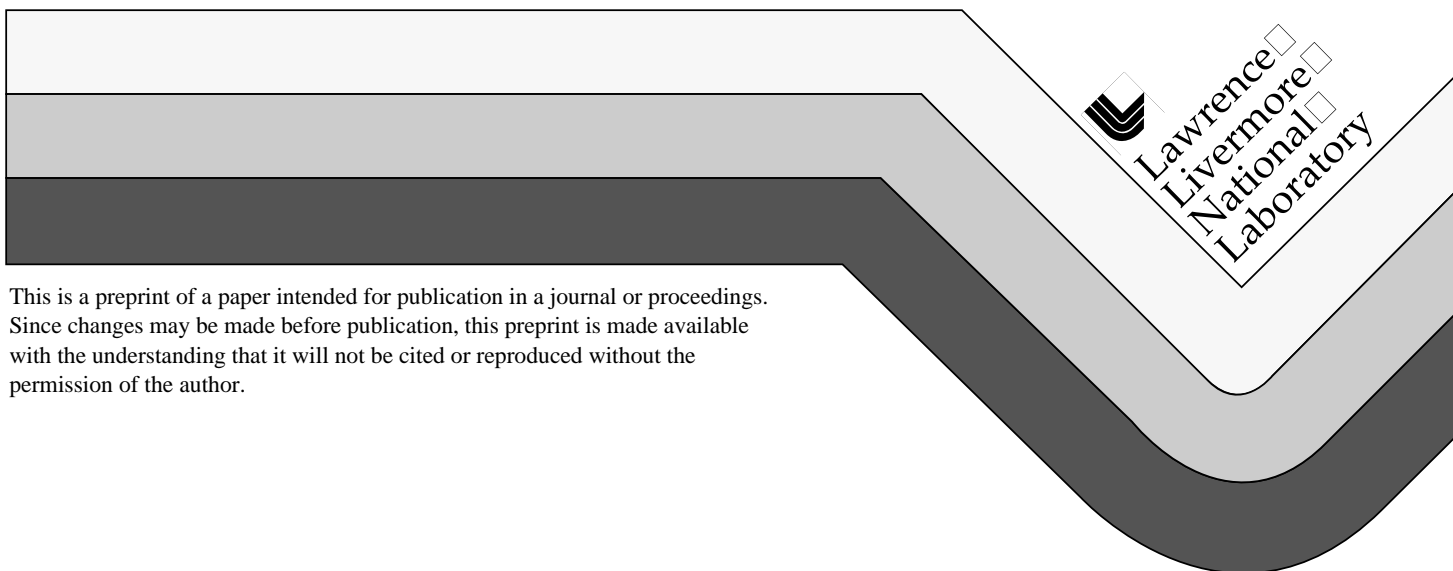 Lawrence
Livermore
National
Laboratory
This is a preprint of a paper intended for publication in a journal or proceedings.
Since changes may be made before publication, this preprint is made available
with the understanding that it will not be cited or reproduced without the
permission of the author.